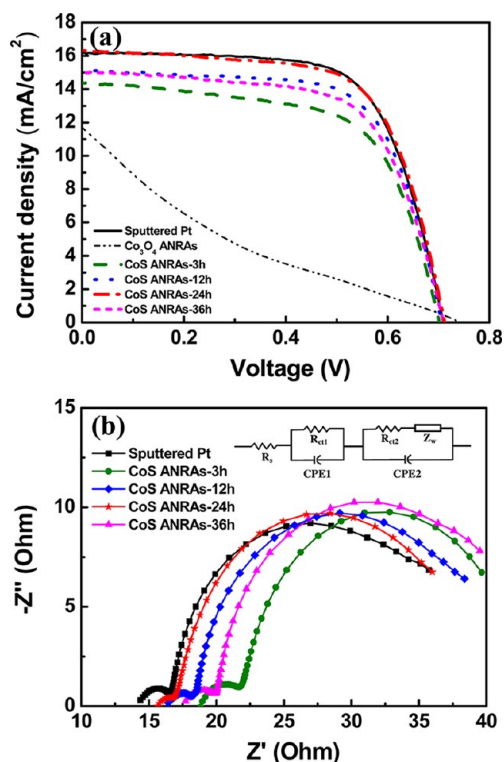 (a)
Current density (mA/cm²)
18
16
14
12
10
8
6
4
2
0
Sputtered Pt
Co₃O₄ ANRAs
CoS ANRAs-3h
CoS ANRAs-12h
CoS ANRAs-24h
CoS ANRAs-36h
0.0 0.2 0.4 0.6 0.8
Voltage (V)
(b)
-Z'' (Ohm)
15
10
5
0
Sputtered Pt
CoS ANRAs-3h
CoS ANRAs-12h
CoS ANRAs-24h
CoS ANRAs-36h
Rct1 Rct2 Zw
Rs
CPE1 CPE2
10 15 20 25 30 35 40
Z' (Ohm)